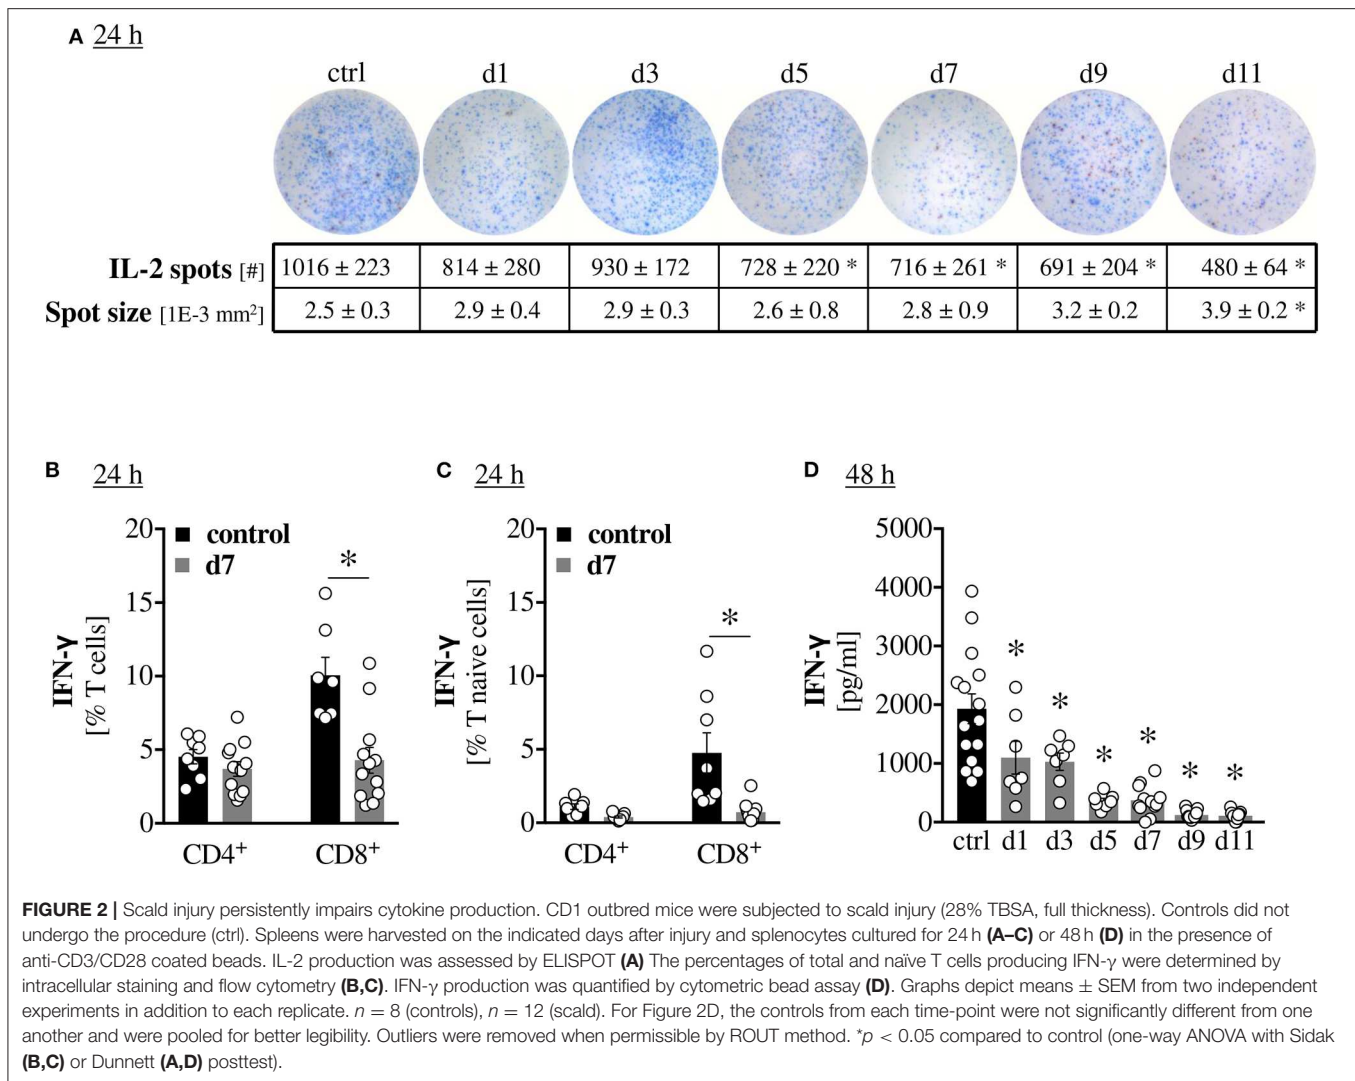 A 24 h
ctrl d1 d3 d5 d7 d9 d11
IL-2 spots [#] 1016 ± 223 814 ± 280 930 ± 172 728 ± 220 * 716 ± 261 * 691 ± 204 * 480 ± 64 *
Spot size [1E-3 mm²] 2.5 ± 0.3 2.9 ± 0.4 2.9 ± 0.3 2.6 ± 0.8 2.8 ± 0.9 3.2 ± 0.2 3.9 ± 0.2 *
B 24 h
20
15
10
5
0
IFN-γ
[% T cells]
control
d7
*
CD4⁺ CD8⁺
C 24 h
20
15
10
5
0
IFN-γ
[% T naive cells]
control
d7
*
CD4⁺ CD8⁺
D 48 h
5000
4000
3000
2000
1000
0
IFN-γ
[pg/ml]
* * * * * *
ctrl d1 d3 d5 d7 d9 d11
FIGURE 2 | Scald injury persistently impairs cytokine production. CD1 outbred mice were subjected to scald injury (28% TBSA, full thickness). Controls did not
undergo the procedure (ctrl). Spleens were harvested on the indicated days after injury and splenocytes cultured for 24 h (A–C) or 48 h (D) in the presence of
anti-CD3/CD28 coated beads. IL-2 production was assessed by ELISPOT (A) The percentages of total and naïve T cells producing IFN-γ were determined by
intracellular staining and flow cytometry (B,C). IFN-γ production was quantified by cytometric bead assay (D). Graphs depict means ± SEM from two independent
experiments in addition to each replicate. n = 8 (controls), n = 12 (scald). For Figure 2D, the controls from each time-point were not significantly different from one
another and were pooled for better legibility. Outliers were removed when permissible by ROUT method. *p < 0.05 compared to control (one-way ANOVA with Sidak
(B,C) or Dunnett (A,D) posttest).